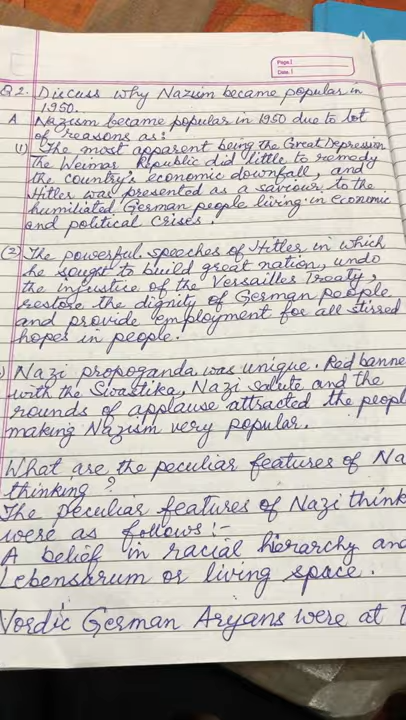 Page:
Date:
Q2. Discuss why Nazism became popular in
1950.
A Nazism became popular in 1950 due to lot
of reasons as:
(1) The most apparent being the Great Depression
The Weimar Republic did little to remedy
the country's economic downfall, and
Hitler was presented as a saviour to the
humiliated German people living in economic
and political crises.
(2) The powerful speeches of Hitler in which
he sought to build great nation, undo
the injustice of the Versailles Treaty,
restore the dignity of German people
and provide employment for all stirred
hopes in people.
) Nazi propoganda was unique. Red banne
with the Swastika, Nazi salute and the
rounds of applause attracted the peopl
making Nazism very popular.
What are the peculiar features of Na
thinking?
The peculiar features of Nazi think
were as follows:-
A belief in racial hierarchy and
Lebensbrum or living space.
Nordic German Aryans were at